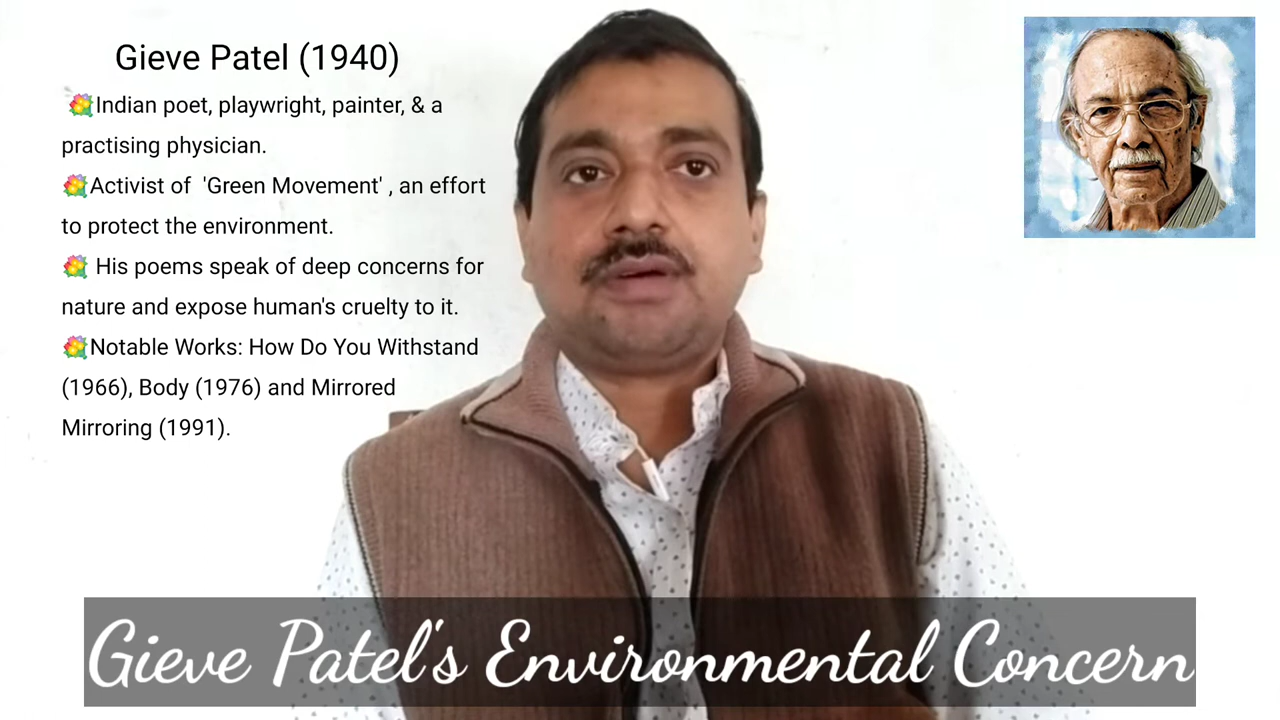 Gieve Patel (1940)
💐Indian poet, playwright, painter, & a
practising physician.
💐Activist of 'Green Movement' , an effort
to protect the environment.
💐 His poems speak of deep concerns for
nature and expose human's cruelty to it.
💐Notable Works: How Do You Withstand
(1966), Body (1976) and Mirrored
Mirroring (1991).
Gieve Patel's Environmental Concern